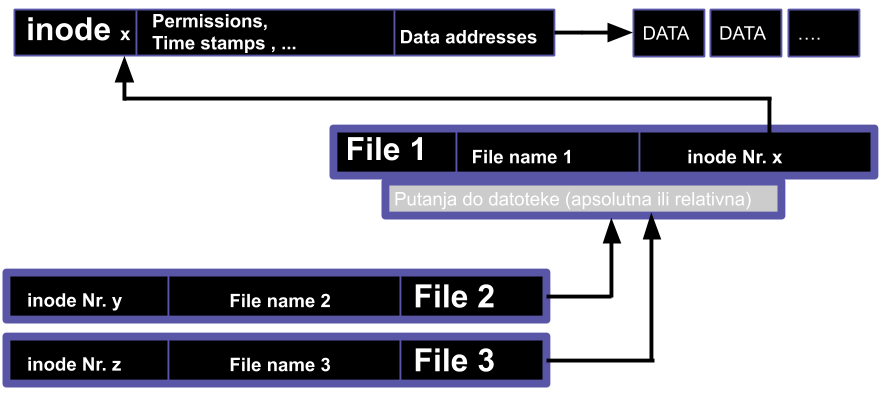 inode x
Permissions,
Time stamps , ...
Data addresses
DATA
DATA
....
File 1
File name 1
inode Nr. x
Putanja do datoteke (apsolutna ili relativna)
inode Nr. y
File name 2
File 2
inode Nr. z
File name 3
File 3